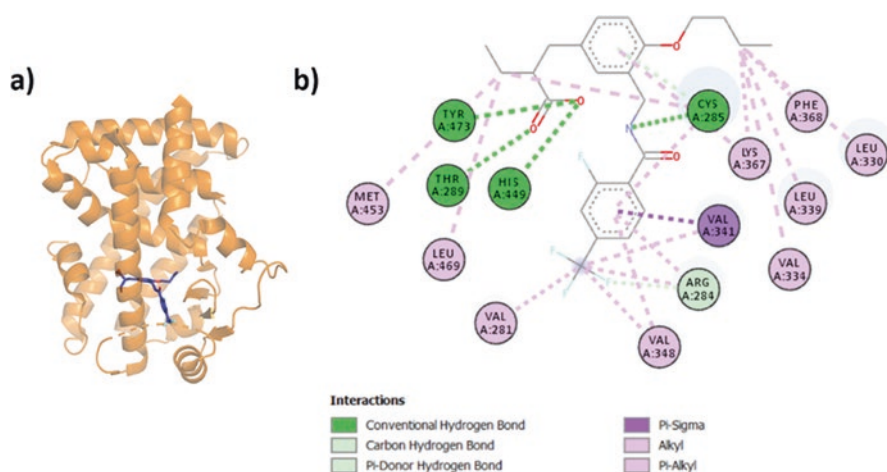 a)
b)
TYR
A:473
THR
A:289
HIS
A:449
MET
A:453
LEU
A:469
CYS
A:285
LYS
A:367
PHE
A:368
LEU
A:330
LEU
A:339
VAL
A:341
VAL
A:334
ARG
A:284
VAL
A:281
VAL
A:348
O
O
O
N
O
F
F
F
F
Interactions
Conventional Hydrogen Bond
Carbon Hydrogen Bond
Pi-Donor Hydrogen Bond
Pi-Sigma
Alkyl
Pi-Alkyl